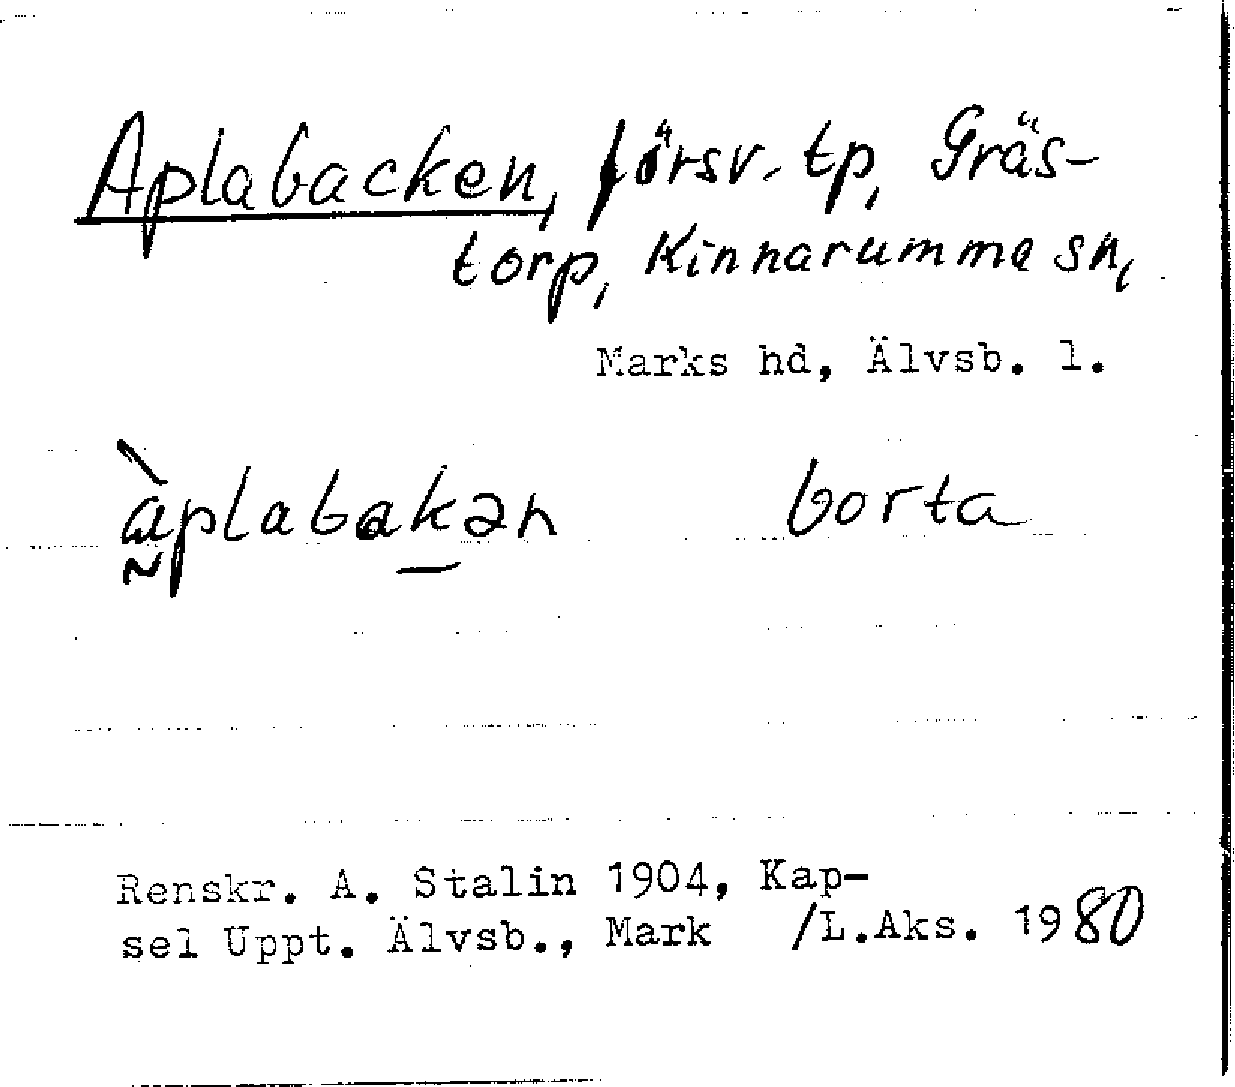 Aplabacken, försv. tp, Gräs-
torp, Kinnarumma sn,
Marks hd, Älvsb. l.
àplabakən borta
Renskr. A. Stalin 1904, Kap-
sel Uppt. Älvsb., Mark /L.Aks. 1980